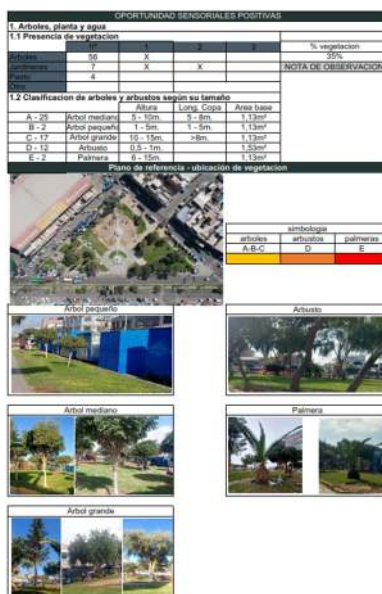 OPORTUNIDAD SENSORIALES POSITIVAS
1. Arboles, planta y agua
1.1 Presencia de vegetacion
nº 1 2 3 % vegetacion
Arboles 56 X 35%
Jardineras 7 X X NOTA DE OBSERVACION
Pasto 4
Otro
1.2 Clasificacion de arboles y arbustos según su tamaño
Altura Long. Copa Area base
A - 25 Arbol mediano 5 - 10m. 5 - 8m. 1,13m²
B - 2 Arbol pequeño 1 - 5m. 1 - 5m. 1,13m²
C - 17 Arbol grande 10 - 15m. >8m. 1,13m²
D - 12 Arbusto 0,5 - 1m. 1,53m²
E - 2 Palmera 6 - 15m. 1,13m²
Plano de referencia - ubicación de vegetacion
simbologia
arboles arbustos palmeras
A-B-C D E
Arbol pequeño
Arbusto
Arbol mediano
Palmera
Arbol grande